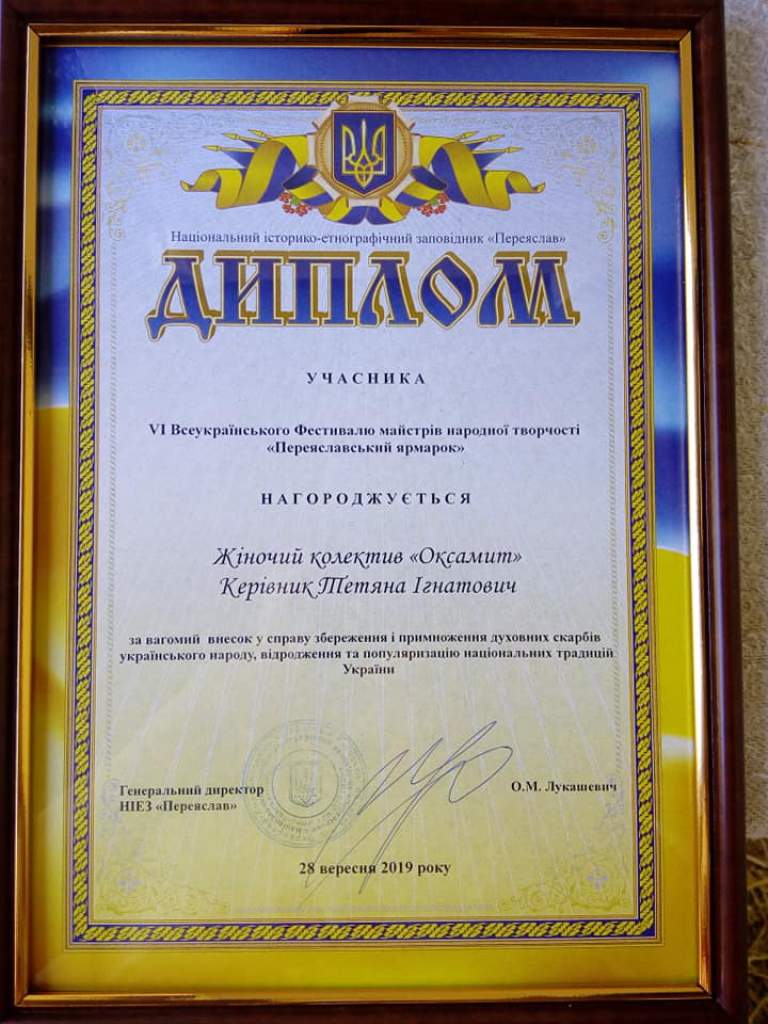 Національний історико-етнографічний заповідник «Переяслав»
ДИПЛОМ
УЧАСНИКА
VI Всеукраїнського Фестивалю майстрів народної творчості
«Переяславський ярмарок»
НАГОРОДЖУЄТЬСЯ
Жіночий колектив «Оксамит»
Керівник Тетяна Ігнатович
за вагомий внесок у справу збереження і примноження духовних скарбів
українського народу, відродження та популяризацію національних традицій
України
Генеральний директор
НІЕЗ «Переяслав»
О.М. Лукашевич
28 вересня 2019 року